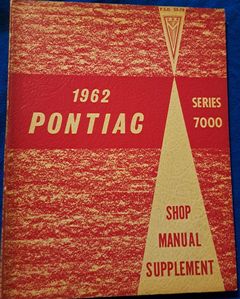 1962
PONTIAC
SERIES
7000
SHOP
MANUAL
SUPPLEMENT